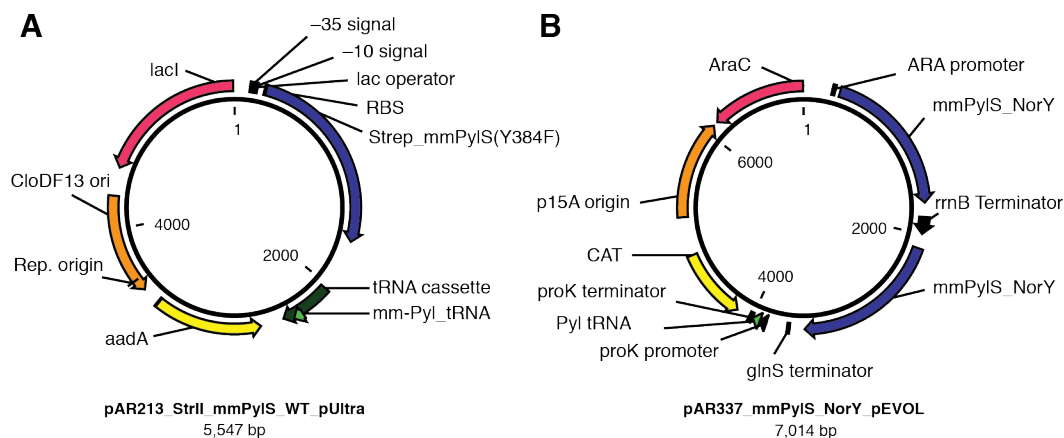 A
–35 signal
–10 signal
lac operator
RBS
Strep_mmPylS(Y384F)
lacI
1
CloDF13 ori
4000
2000
Rep. origin
tRNA cassette
mm-Pyl_tRNA
aadA
pAR213_StrII_mmPylS_WT_pUltra
5,547 bp
B
AraC
ARA promoter
mmPylS_NorY
1
6000
p15A origin
rrnB Terminator
2000
CAT
4000
proK terminator
mmPylS_NorY
Pyl tRNA
proK promoter
glnS terminator
pAR337_mmPylS_NorY_pEVOL
7,014 bp